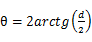 θ = 2arctg(d/2)